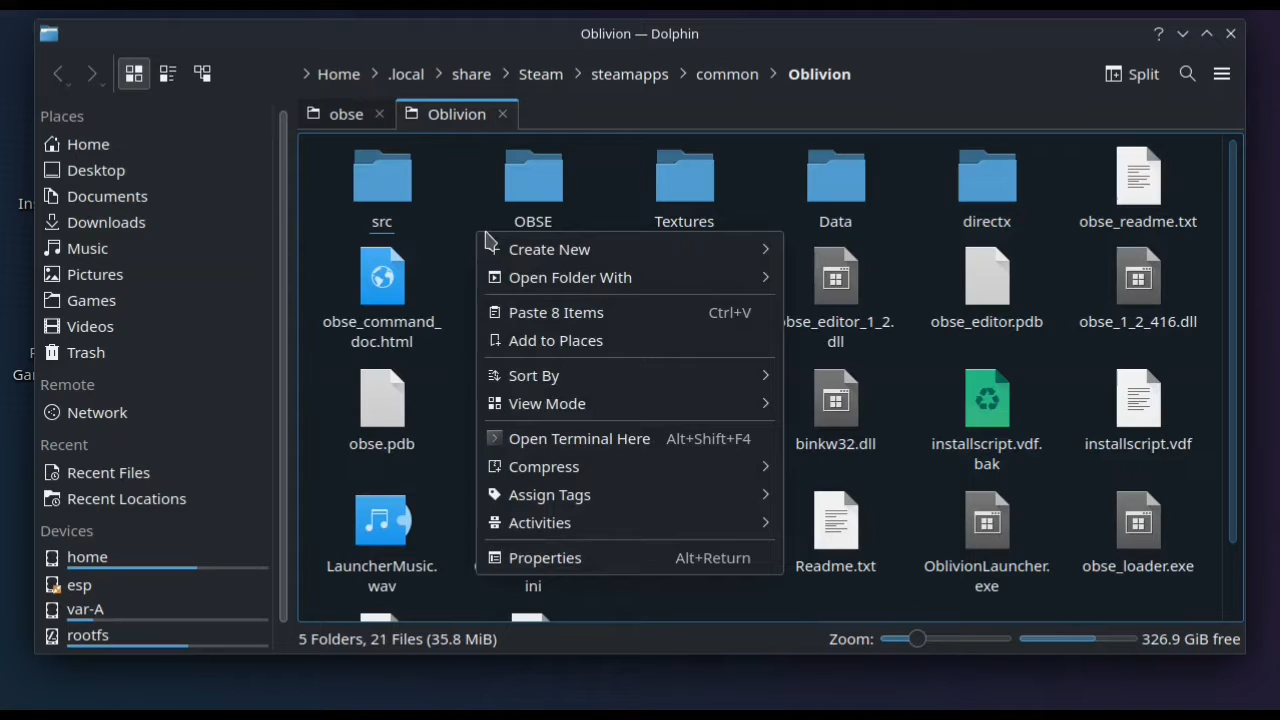 Oblivion — Dolphin
Home > .local > share > Steam > steamapps > common > Oblivion
Split
Places
Home
Desktop
Documents
Downloads
Music
Pictures
Games
Videos
Trash
Remote
Network
Recent
Recent Files
Recent Locations
Devices
home
esp
var-A
rootfs
obse
Oblivion
src
OBSE
Textures
Data
directx
obse_readme.txt
obse_command_
doc.html
obse_editor_1_2.
dll
obse_editor.pdb
obse_1_2_416.dll
obse.pdb
binkw32.dll
installscript.vdf.
bak
installscript.vdf
LauncherMusic.
wav
ini
Readme.txt
OblivionLauncher.
exe
obse_loader.exe
Create New
Open Folder With
Paste 8 Items Ctrl+V
Add to Places
Sort By
View Mode
Open Terminal Here Alt+Shift+F4
Compress
Assign Tags
Activities
Properties Alt+Return
5 Folders, 21 Files (35.8 MiB)
Zoom:
326.9 GiB free